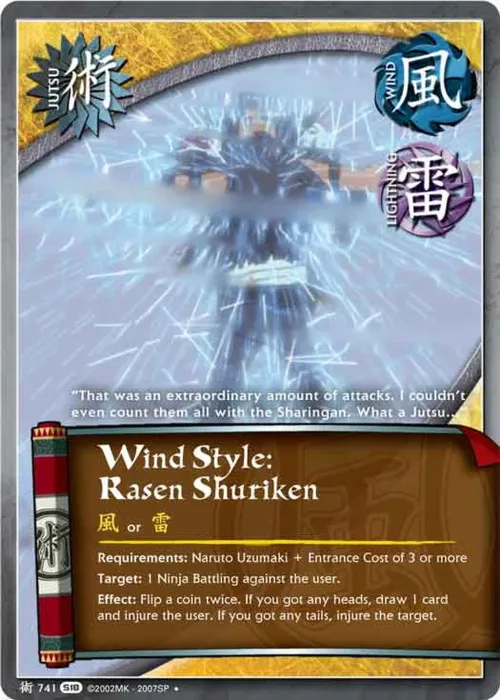 JUTSU
術
WIND
風
LIGHTNING
雷
"That was an extraordinary amount of attacks. I couldn't
even count them all with the Sharingan. What a Jutsu...
Wind Style:
Rasen Shuriken
風 or 雷
Requirements: Naruto Uzumaki + Entrance Cost of 3 or more
Target: 1 Ninja Battling against the user.
Effect: Flip a coin twice. If you got any heads, draw 1 card
and injure the user. If you got any tails, injure the target.
術
術 741 S10 ©2002MK - 2007SP